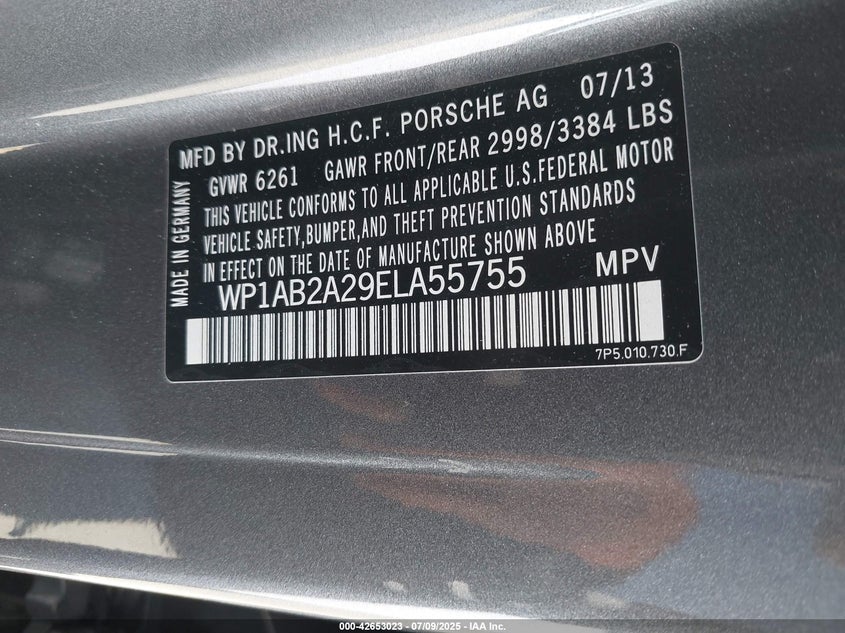 MFD BY DR.ING H.C.F. PORSCHE AG 07/13
GVWR 6261 GAWR FRONT/REAR 2998/3384 LBS
THIS VEHICLE CONFORMS TO ALL APPLICABLE U.S.FEDERAL MOTOR
VEHICLE SAFETY,BUMPER,AND THEFT PREVENTION STANDARDS
IN EFFECT ON THE DATE OF MANUFACTURE SHOWN ABOVE
WP1AB2A29ELA55755 MPV
7P5.010.730.F
MADE IN GERMANY
000-42653023 - 07/09/2025 - IAA Inc.